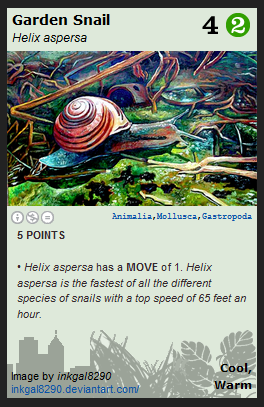 Garden Snail
Helix aspersa
4 2
Animalia,Mollusca,Gastropoda
5 POINTS
• Helix aspersa has a MOVE of 1. Helix
aspersa is the fastest of all the different
species of snails with a top speed of 65 feet an
hour.
Image by inkgal8290
inkgal8290.deviantart.com/
Cool,
Warm